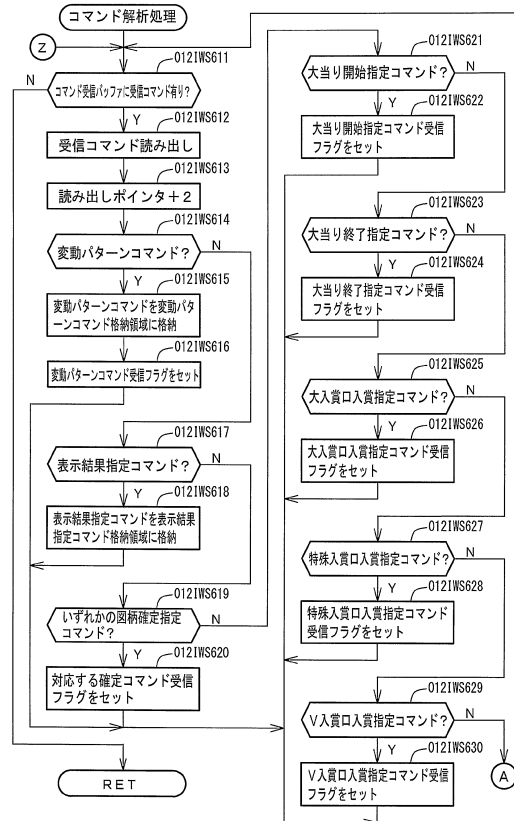 コマンド解析処理
Z
012IWS611
コマンド受信バッファに受信コマンド有り?
N
Y
012IWS612
受信コマンド読み出し
012IWS613
読み出しポインタ+2
012IWS614
変動パターンコマンド?
N
Y
012IWS615
変動パターンコマンドを変動パタ
ーンコマンド格納領域に格納
012IWS616
変動パターンコマンド受信フラグをセット
012IWS617
表示結果指定コマンド?
N
Y
012IWS618
表示結果指定コマンドを表示結果
指定コマンド格納領域に格納
012IWS619
いずれかの図柄確定指定
コマンド?
N
Y
012IWS620
対応する確定コマンド受信
フラグをセット
RET
012IWS621
大当り開始指定コマンド?
N
Y
012IWS622
大当り開始指定コマンド受信
フラグをセット
012IWS623
大当り終了指定コマンド?
N
Y
012IWS624
大当り終了指定コマンド受信
フラグをセット
012IWS625
大入賞口入賞指定コマンド?
N
Y
012IWS626
大入賞口入賞指定コマンド受信
フラグをセット
012IWS627
特殊入賞口入賞指定コマンド?
N
Y
012IWS628
特殊入賞口入賞指定コマンド
受信フラグをセット
012IWS629
V入賞口入賞指定コマンド?
N
Y
012IWS630
V入賞口入賞指定コマンド受信
フラグをセット
A